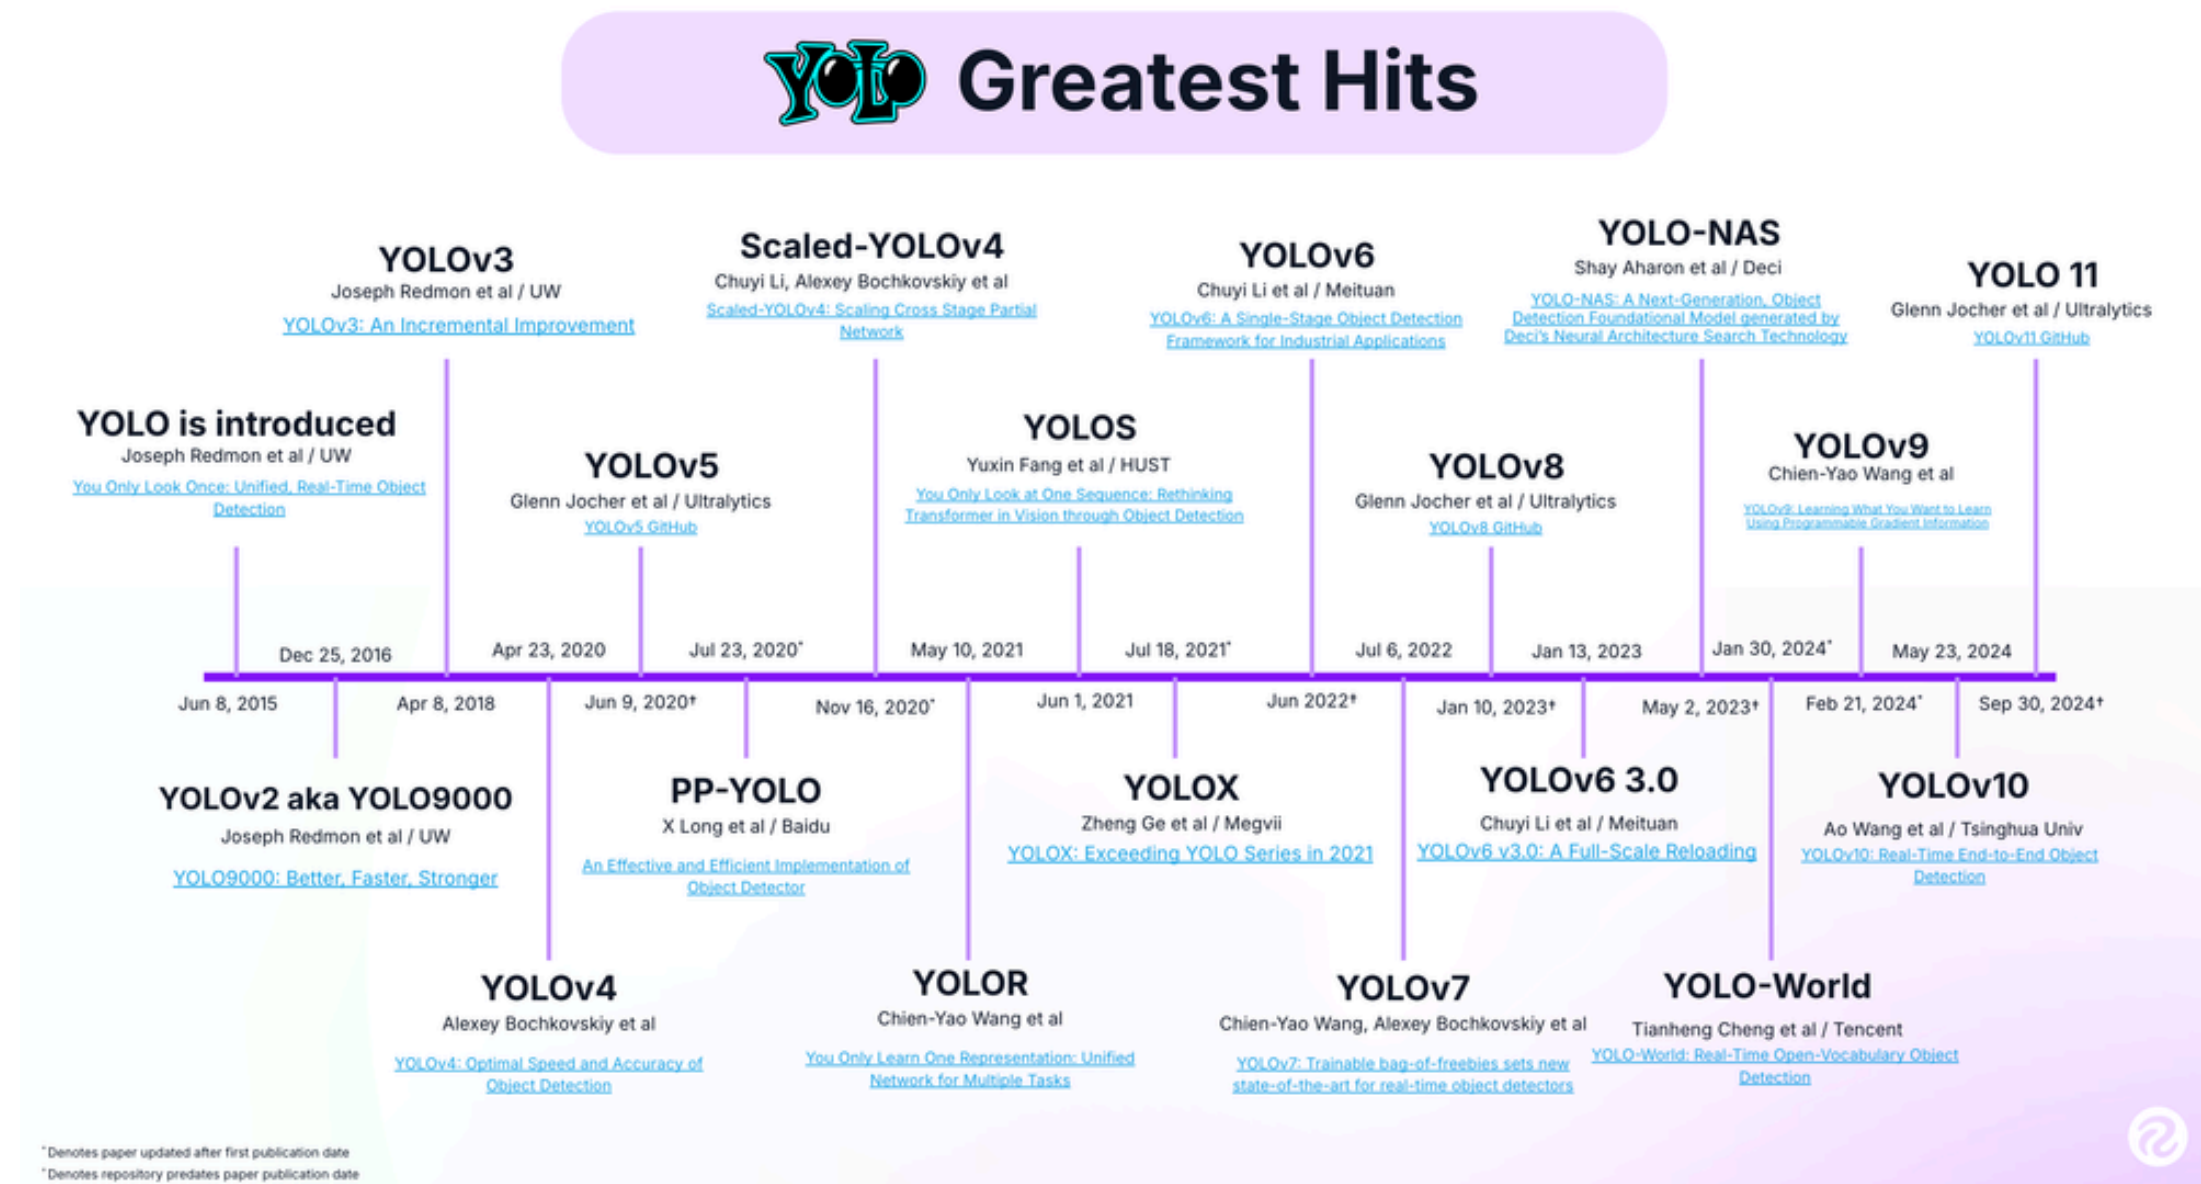 YOLO Greatest Hits
YOLO is introduced
Joseph Redmon et al / UW
You Only Look Once: Unified, Real-Time Object
Detection
Jun 8, 2015
Dec 25, 2016
YOLOv2 aka YOLO9000
Joseph Redmon et al / UW
YOLO9000: Better, Faster, Stronger
YOLOv3
Joseph Redmon et al / UW
YOLOv3: An Incremental Improvement
Apr 8, 2018
Apr 23, 2020
YOLOv4
Alexey Bochkovskiy et al
YOLOv4: Optimal Speed and Accuracy of
Object Detection
YOLOv5
Glenn Jocher et al / Ultralytics
YOLOv5 GitHub
Jun 9, 2020†
Jul 23, 2020*
PP-YOLO
X Long et al / Baidu
An Effective and Efficient Implementation of
Object Detector
Scaled-YOLOv4
Chuyi Li, Alexey Bochkovskiy et al
Scaled-YOLOv4: Scaling Cross Stage Partial
Network
Nov 16, 2020*
May 10, 2021
YOLOR
Chien-Yao Wang et al
You Only Learn One Representation: Unified
Network for Multiple Tasks
YOLOS
Yuxin Fang et al / HUST
You Only Look at One Sequence: Rethinking
Transformer in Vision through Object Detection
Jun 1, 2021
Jul 18, 2021*
YOLOX
Zheng Ge et al / Megvii
YOLOX: Exceeding YOLO Series in 2021
YOLOv6
Chuyi Li et al / Meituan
YOLOv6: A Single-Stage Object Detection
Framework for Industrial Applications
Jun 2022†
Jul 6, 2022
YOLOv7
Chien-Yao Wang, Alexey Bochkovskiy et al
YOLOv7: Trainable bag-of-freebies sets new
state-of-the-art for real-time object detectors
YOLOv8
Glenn Jocher et al / Ultralytics
YOLOv8 GitHub
Jan 10, 2023†
Jan 13, 2023
YOLOv6 3.0
Chuyi Li et al / Meituan
YOLOv6 v3.0: A Full-Scale Reloading
YOLO-NAS
Shay Aharon et al / Deci
YOLO-NAS: A Next-Generation, Object
Detection Foundational Model generated by
Deci's Neural Architecture Search Technology
May 2, 2023†
Jan 30, 2024*
YOLO-World
Tianheng Cheng et al / Tencent
YOLO-World: Real-Time Open-Vocabulary Object
Detection
YOLOv9
Chien-Yao Wang et al
YOLOv9: Learning What You Want to Learn
Using Programmable Gradient Information
Feb 21, 2024*
May 23, 2024
YOLOv10
Ao Wang et al / Tsinghua Univ
YOLOv10: Real-Time End-to-End Object
Detection
YOLO 11
Glenn Jocher et al / Ultralytics
YOLOv11 GitHub
Sep 30, 2024†
*Denotes paper updated after first publication date
*Denotes repository predates paper publication date